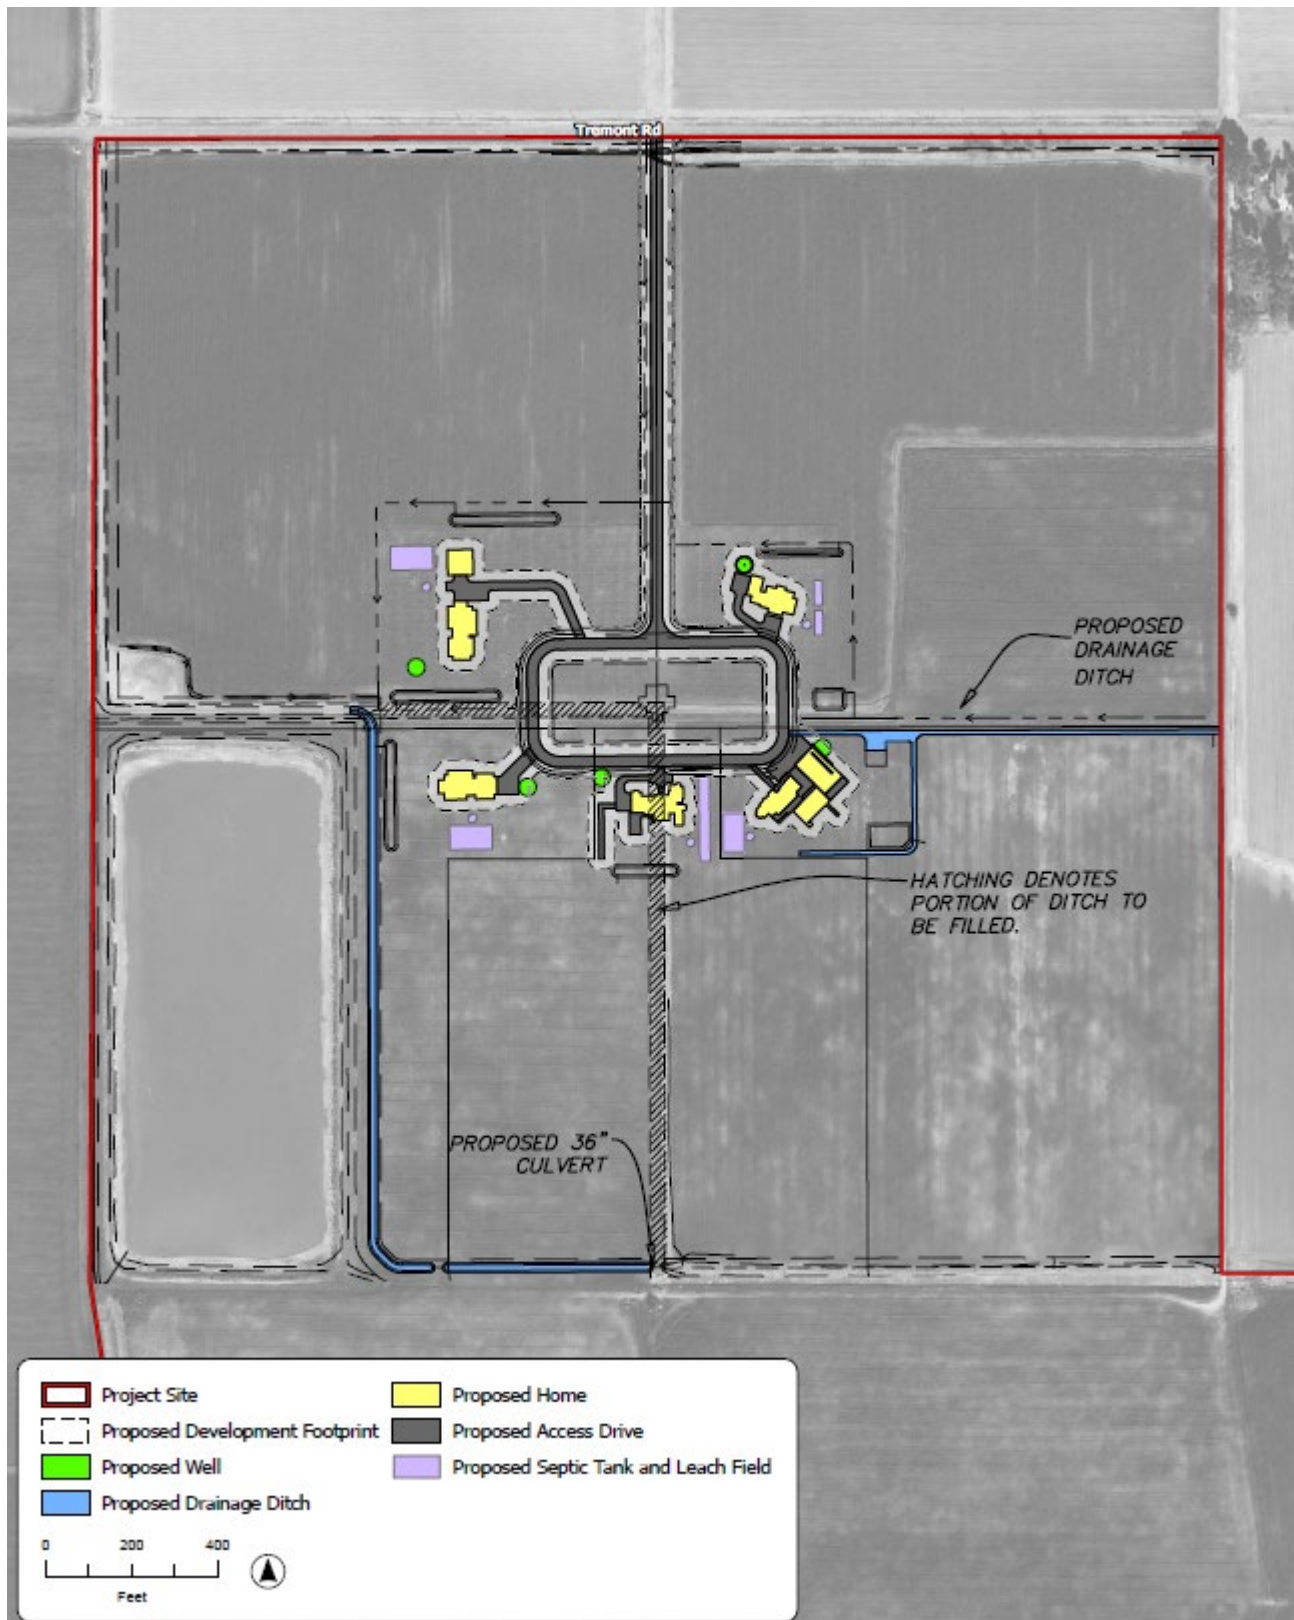 Tremont Rd
PROPOSED
DRAINAGE
DITCH
HATCHING DENOTES
PORTION OF DITCH TO
BE FILLED.
PROPOSED 36"
CULVERT
Project Site
Proposed Development Footprint
Proposed Well
Proposed Drainage Ditch
Proposed Home
Proposed Access Drive
Proposed Septic Tank and Leach Field
0 200 400
Feet